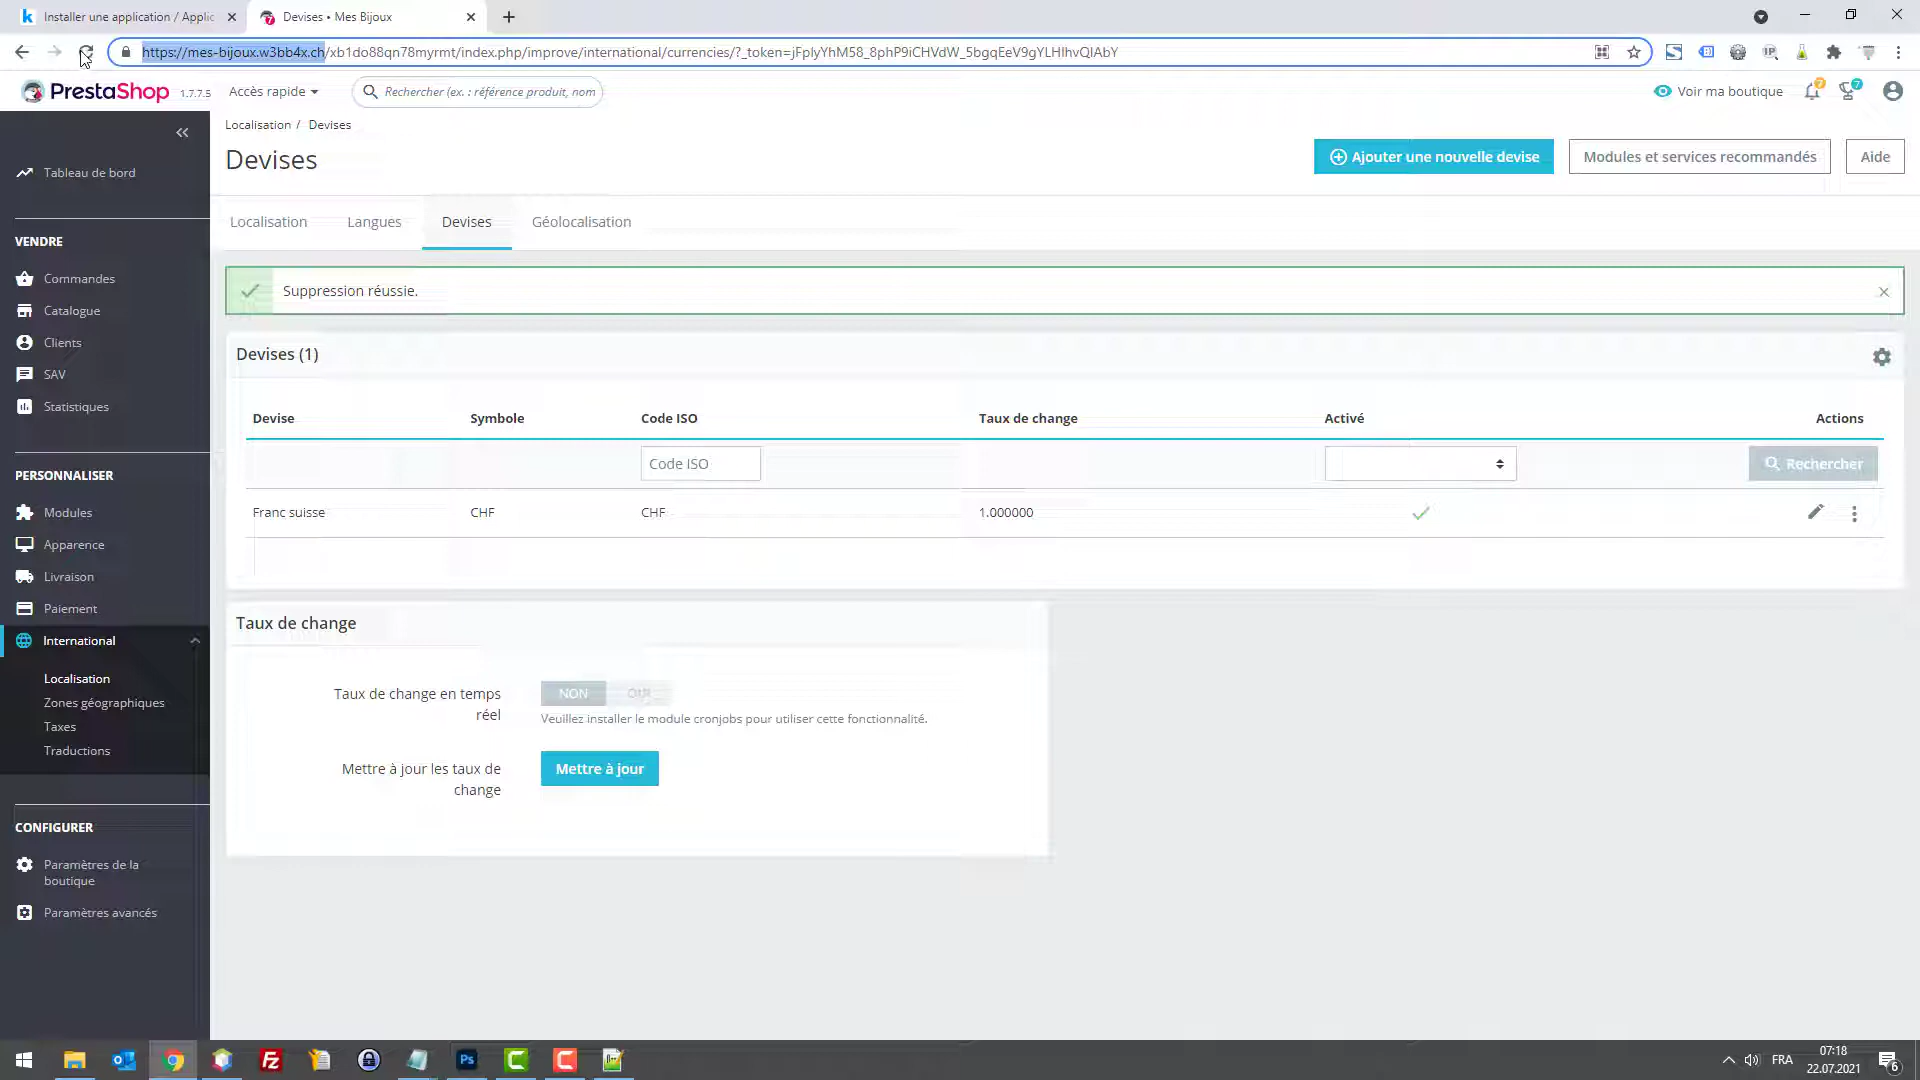 Installer une application / Applic
Devises • Mes Bijoux
https://mes-bijoux.w3bb4x.ch/xb1do88qn78myrmt/index.php/improve/international/currencies/?_token=jFplyYhM58_8phP9iCHVdW_5bgqEeV9gYLHlhvQIAbY
PrestaShop 1.7.7.5
Accès rapide
Rechercher (ex. : référence produit, nom
Voir ma boutique
7
7
Localisation / Devises
Devises
Ajouter une nouvelle devise
Modules et services recommandés
Aide
Tableau de bord
Localisation
Langues
Devises
Géolocalisation
VENDRE
Commandes
Catalogue
Clients
SAV
Statistiques
Suppression réussie.
Devises (1)
Devise
Symbole
Code ISO
Taux de change
Activé
Actions
Code ISO
Rechercher
Franc suisse
CHF
CHF
1.000000
PERSONNALISER
Modules
Apparence
Livraison
Paiement
International
Localisation
Zones géographiques
Taxes
Traductions
Taux de change
Taux de change en temps
réel
NON
OUI
Veuillez installer le module cronjobs pour utiliser cette fonctionnalité.
Mettre à jour les taux de
change
Mettre à jour
CONFIGURER
Paramètres de la
boutique
Paramètres avancés
FRA
07:18
22.07.2021
6